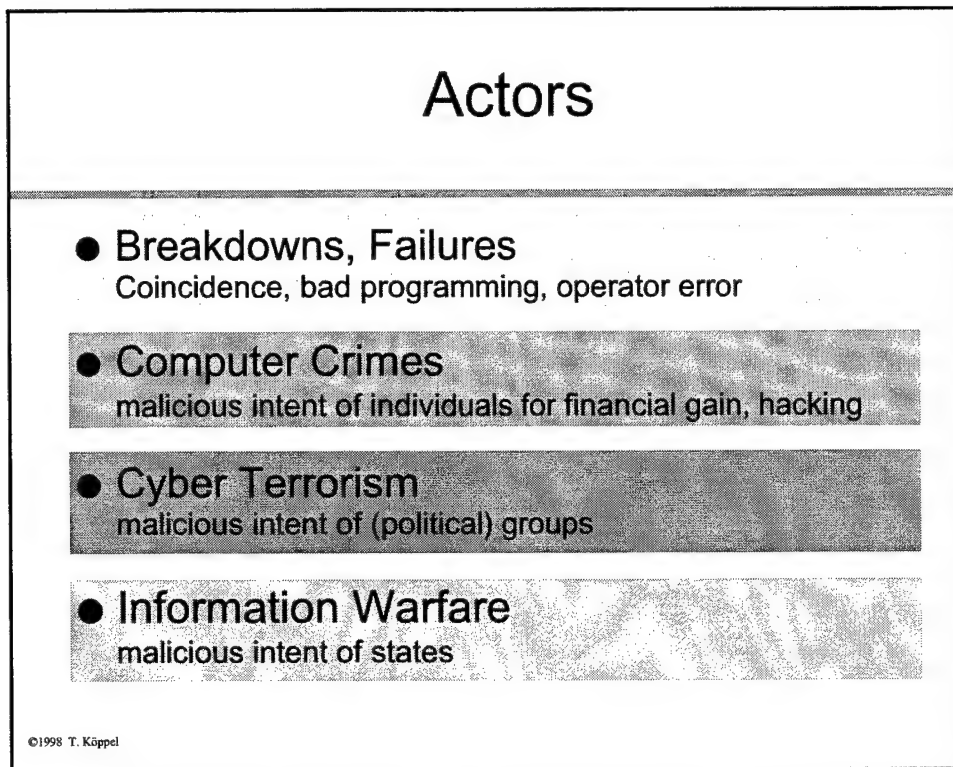 Actors
● Breakdowns, Failures
Coincidence, bad programming, operator error
● Computer Crimes
malicious intent of individuals for financial gain, hacking
● Cyber Terrorism
malicious intent of (political) groups
● Information Warfare
malicious intent of states
©1998 T. Köppel